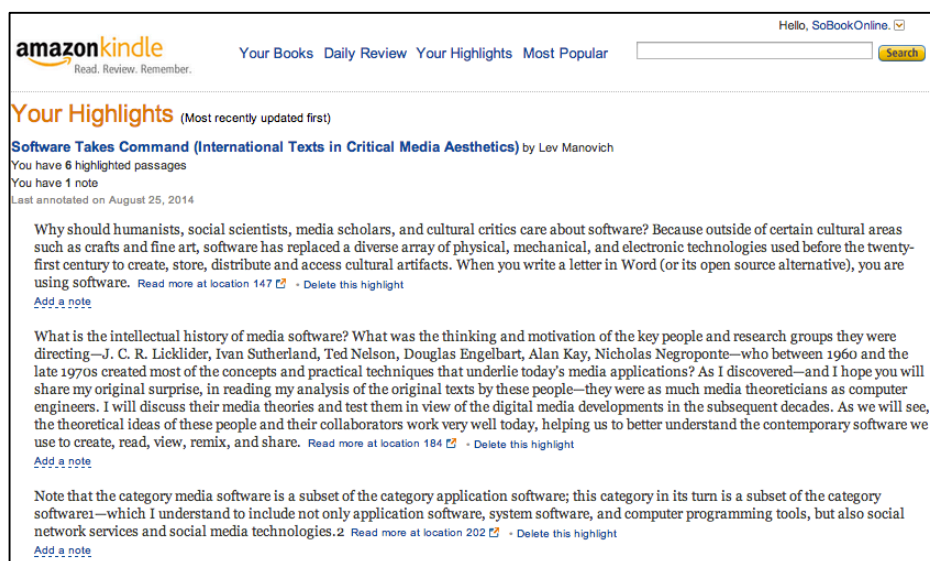 Hello, SoBookOnline.
amazonkindle
Read. Review. Remember.
Your Books Daily Review Your Highlights Most Popular
Search
Your Highlights (Most recently updated first)
Software Takes Command (International Texts in Critical Media Aesthetics) by Lev Manovich
You have 6 highlighted passages
You have 1 note
Last annotated on August 25, 2014
Why should humanists, social scientists, media scholars, and cultural critics care about software? Because outside of certain cultural areas
such as crafts and fine art, software has replaced a diverse array of physical, mechanical, and electronic technologies used before the twenty-
first century to create, store, distribute and access cultural artifacts. When you write a letter in Word (or its open source alternative), you are
using software. Read more at location 147 • Delete this highlight
Add a note
What is the intellectual history of media software? What was the thinking and motivation of the key people and research groups they were
directing—J. C. R. Licklider, Ivan Sutherland, Ted Nelson, Douglas Engelbart, Alan Kay, Nicholas Negroponte—who between 1960 and the
late 1970s created most of the concepts and practical techniques that underlie today's media applications? As I discovered—and I hope you will
share my original surprise, in reading my analysis of the original texts by these people—they were as much media theoreticians as computer
engineers. I will discuss their media theories and test them in view of the digital media developments in the subsequent decades. As we will see,
the theoretical ideas of these people and their collaborators work very well today, helping us to better understand the contemporary software we
use to create, read, view, remix, and share. Read more at location 184 • Delete this highlight
Add a note
Note that the category media software is a subset of the category application software; this category in its turn is a subset of the category
software1—which I understand to include not only application software, system software, and computer programming tools, but also social
network services and social media technologies.2 Read more at location 202 • Delete this highlight
Add a note